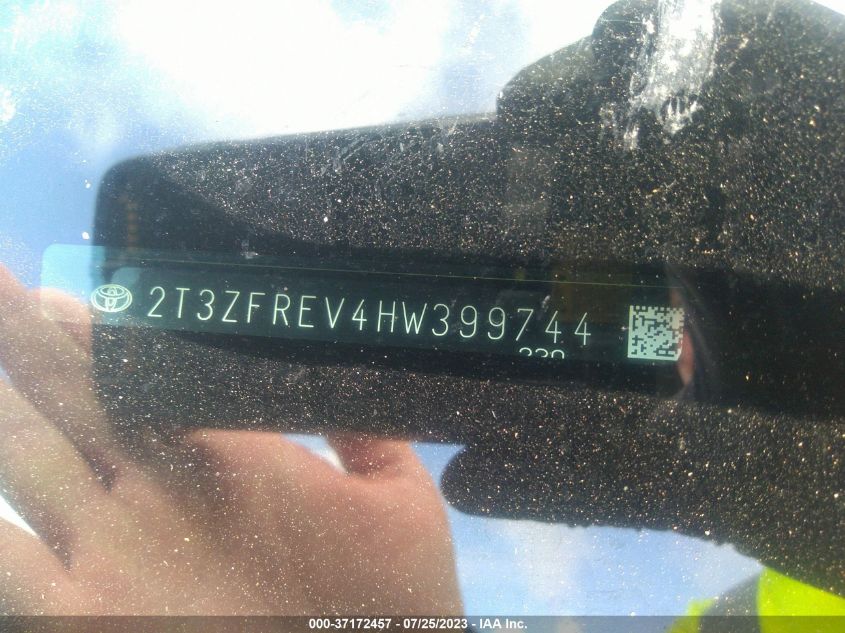 2T3ZFREV4HW399744
000-37172457 - 07/25/2023 - IAA Inc.